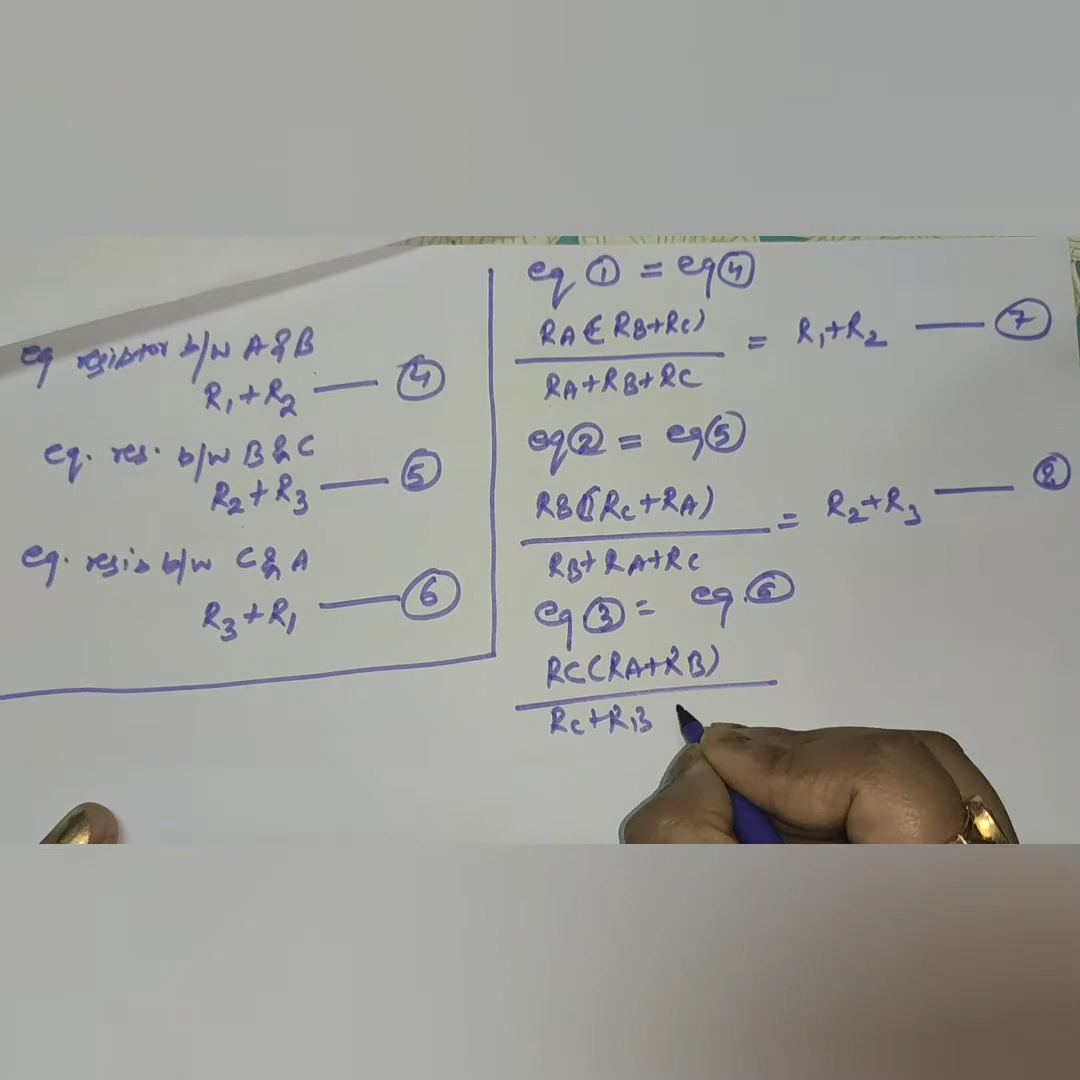 eq resistor b/w A&B
R1+R2 — 4
eq. res. b/w B&C
R2+R3 — 5
eq. resis b/w C&A
R3+R1 — 6
eq 1 = eq 4
RA(RB+RC)
= R1+R2 — 7
RA+RB+RC
eq 2 = eq 5
RB(RC+RA)
= R2+R3 — 8
RB+RA+RC
eq 3 = eq. 6
RC(RA+RB)
RC+RB